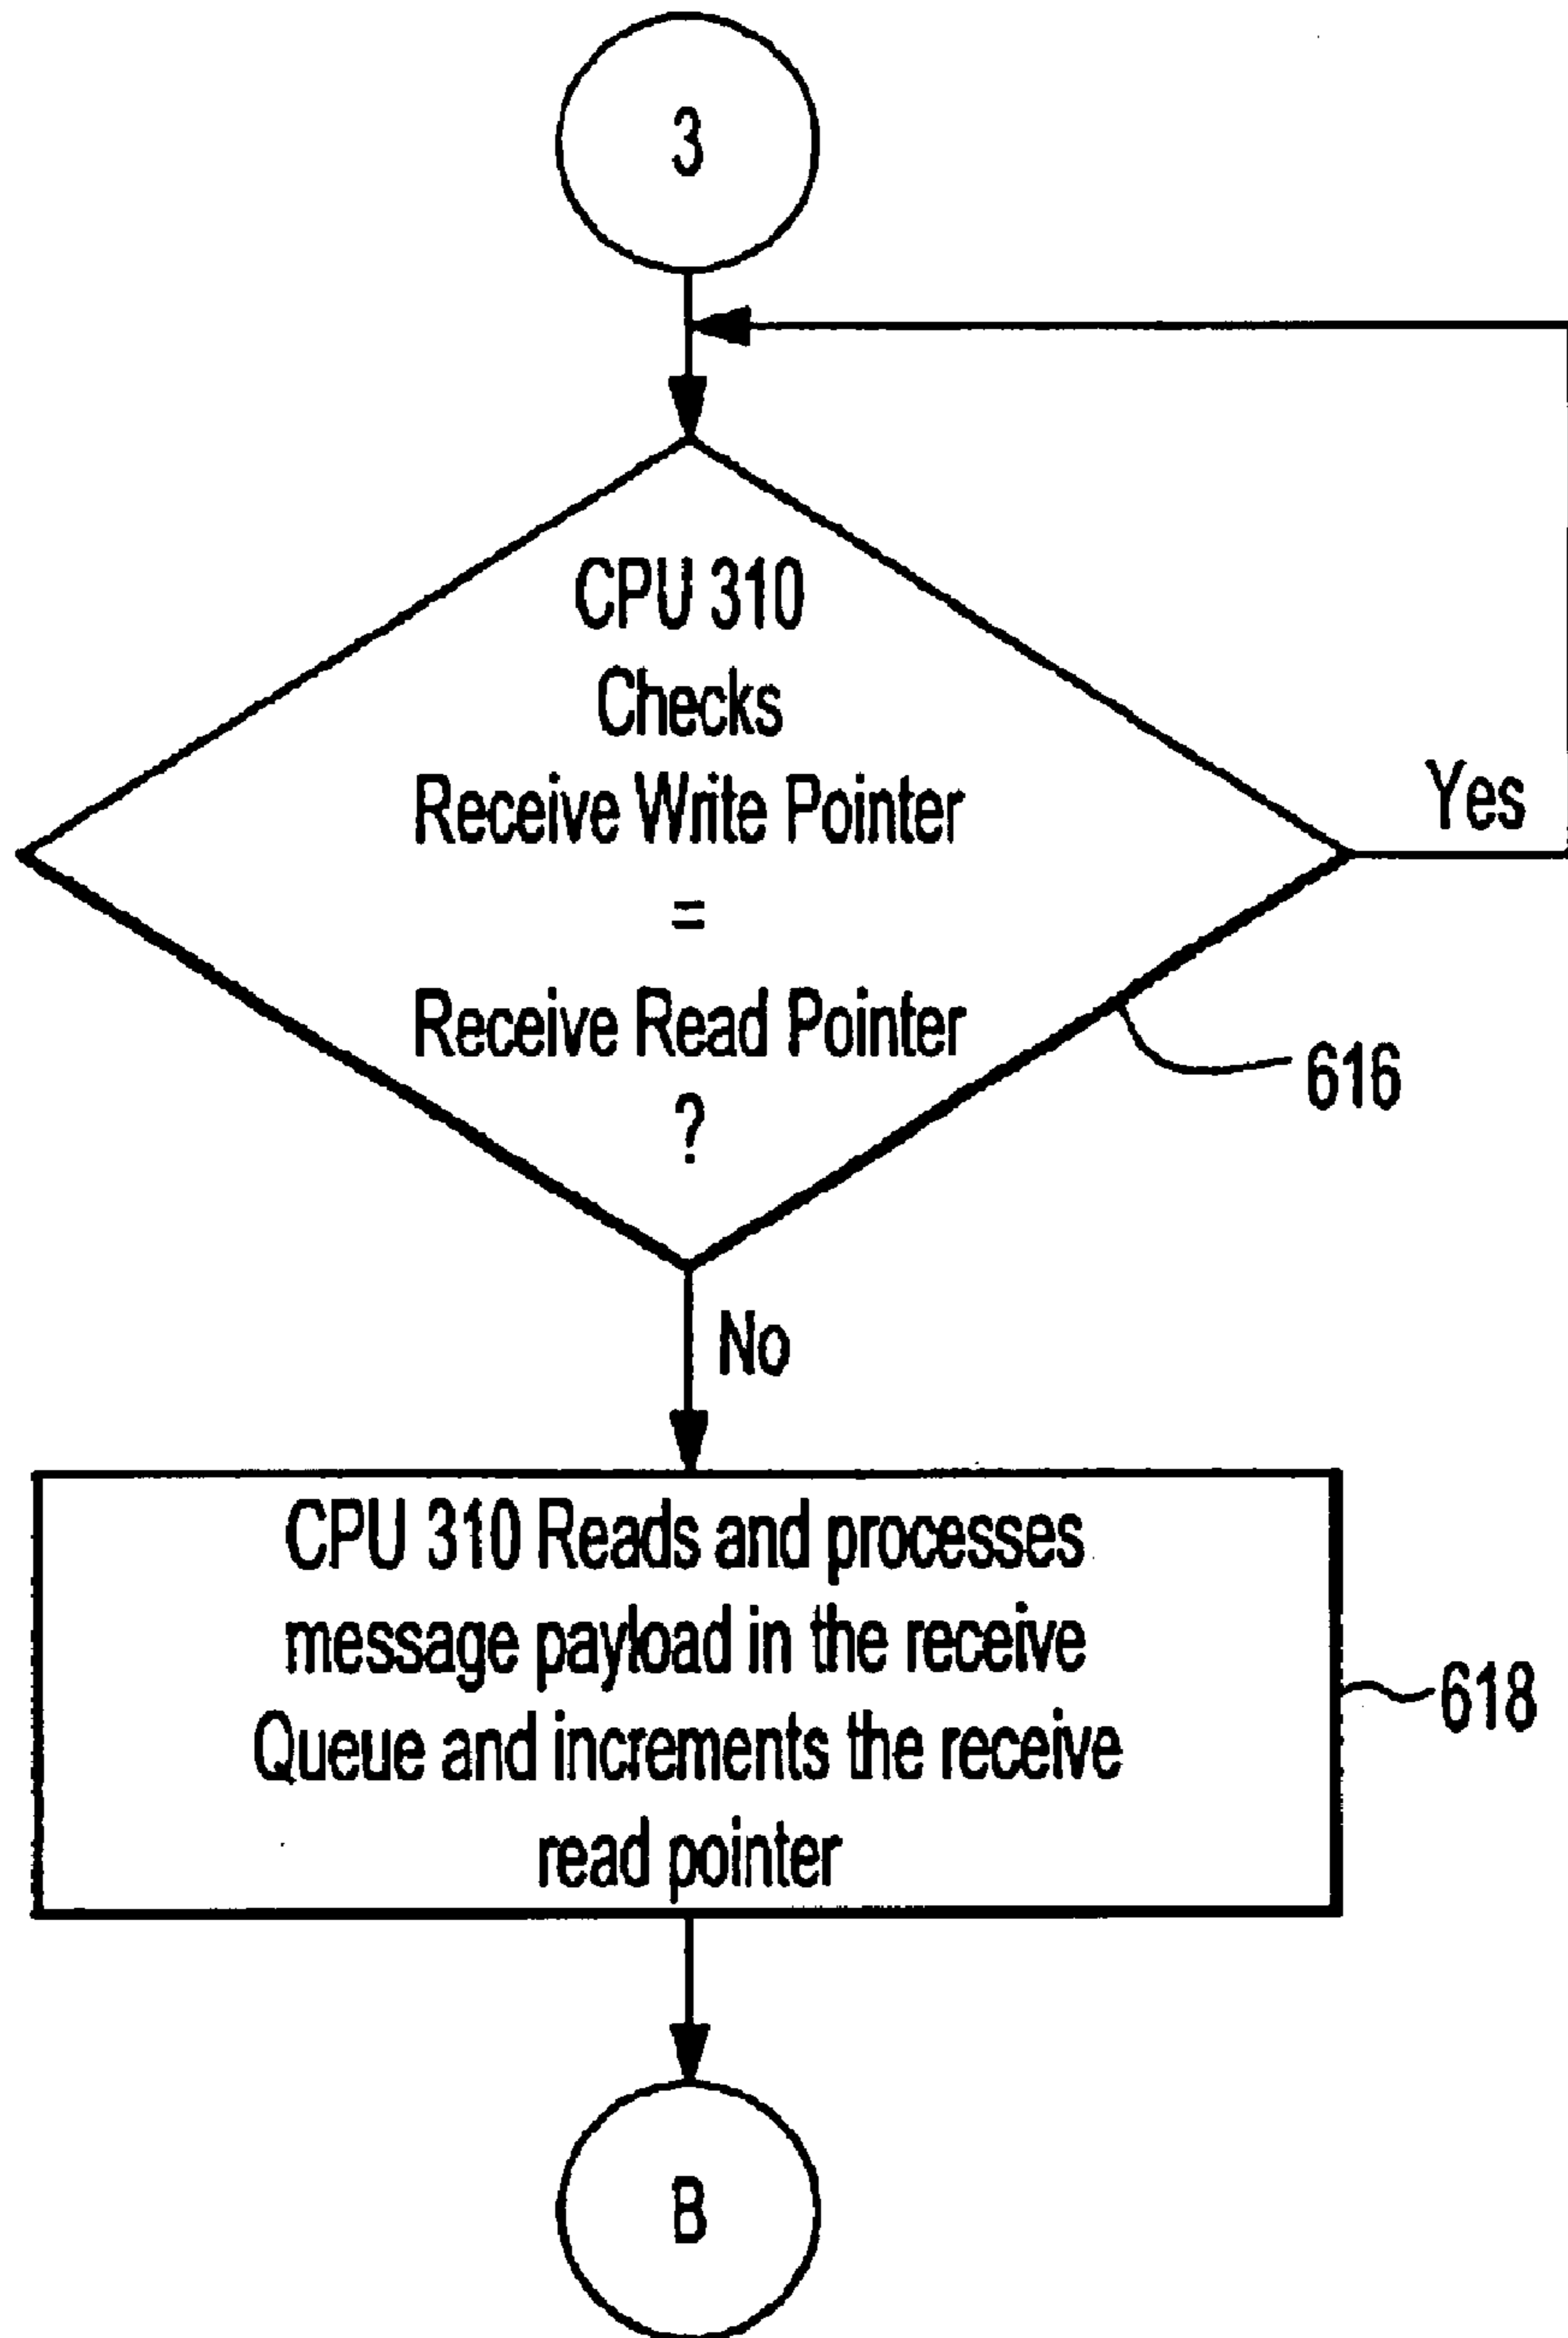 3
CPU 310
Checks
Receive Write Pointer
=
Receive Read Pointer
?
Yes
616
No
CPU 310 Reads and processes
message payload in the receive
Queue and increments the receive
read pointer
618
B